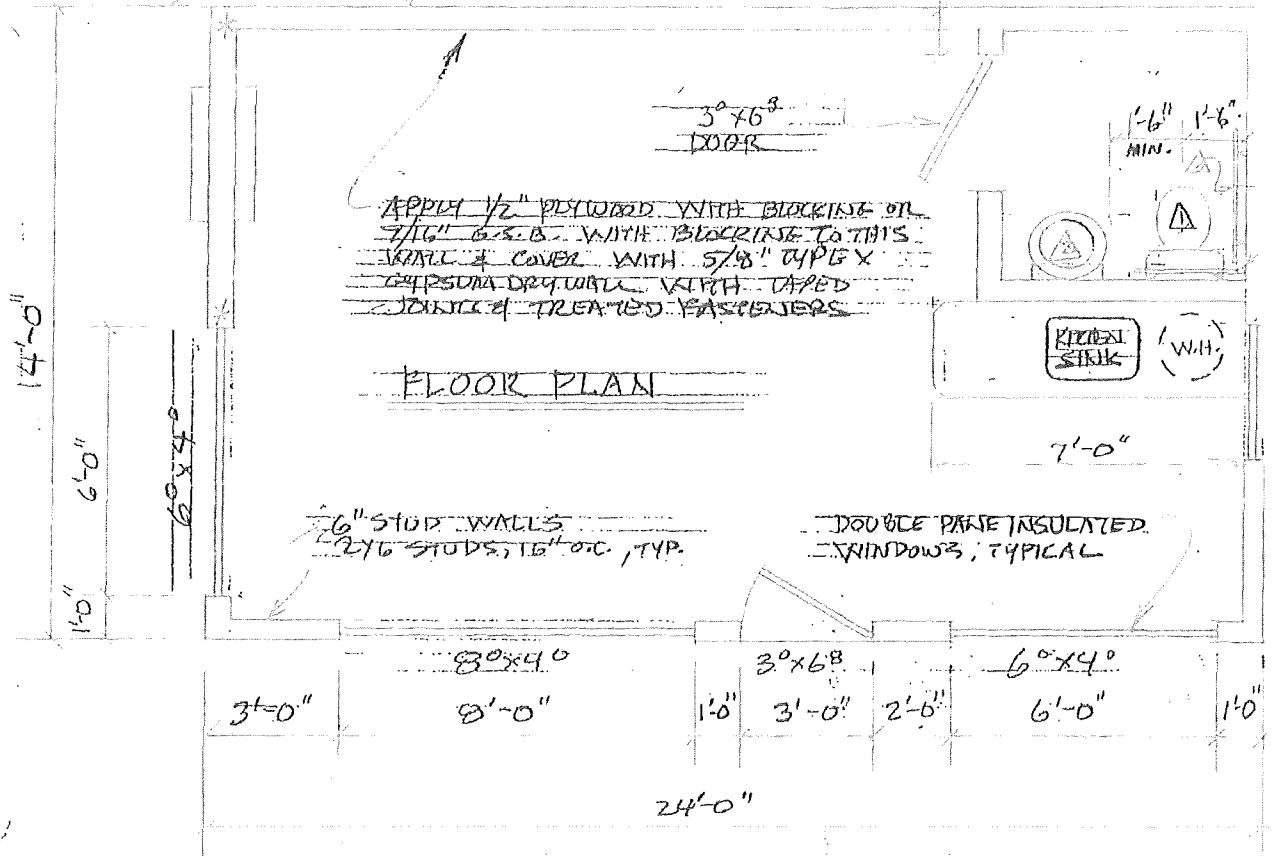 3⁰X6⁸
DOOR
1'-6"
MIN.
1'-6"
APPLY 1/2" PLYWOOD WITH BLOCKING OR
7/16" O.S.B. WITH BLOCKING TO THIS
WALL & COVER WITH 5/8" TYPE X
GYPSUM DRYWALL WITH TAPED
JOINTS & TREATED FASTENERS
KITCHEN
SINK
W.H.
14'-0"
FLOOR PLAN
6'-0"
6⁰X4⁰
7'-0"
6" STUD WALLS
2X6 STUDS, 16" O.C., TYP.
DOUBLE PANE INSULATED
WINDOWS, TYPICAL
1'-0"
8⁰X4⁰
3⁰X6⁸
6⁰X4⁰
3'-0"
8'-0"
1'-0"
3'-0"
2'-0"
6'-0"
1'-0"
24'-0"